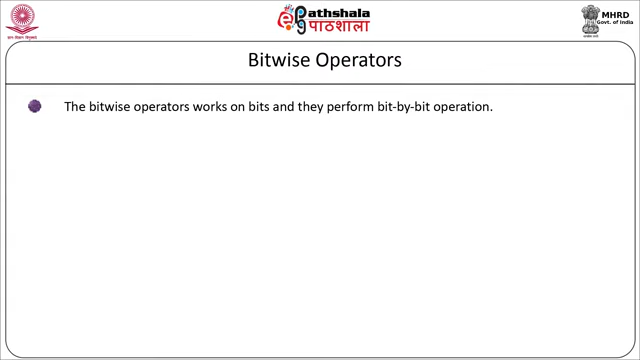 ePathshala
पाठशाला
MHRD
Govt. of India
Bitwise Operators
The bitwise operators works on bits and they perform bit-by-bit operation.